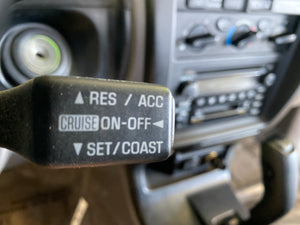 ▲ RES / ACC
CRUISE ON-OFF ◄
▼ SET/COAST